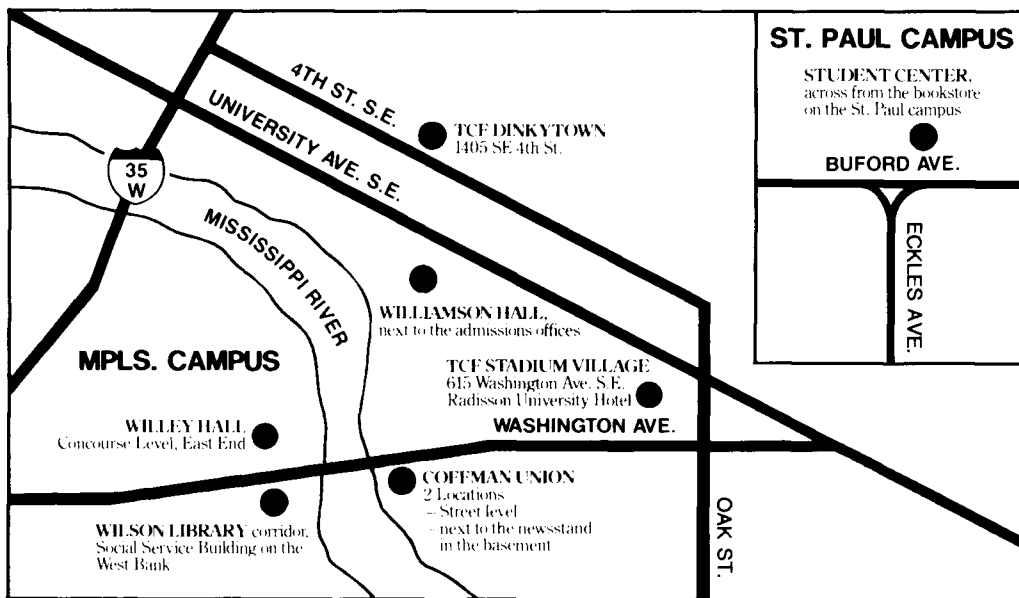 4TH ST. S.E.
UNIVERSITY AVE. S.E.
35
W
MISSISSIPPI RIVER
TCF DINKYTOWN
1405 SE 4th St.
WILLIAMSON HALL,
next to the admissions offices
MPLS. CAMPUS
TCF STADIUM VILLAGE
615 Washington Ave. S.E.
Radisson University Hotel
WASHINGTON AVE.
WILLEY HALL
Concourse Level, East End
COFFMAN UNION
2 Locations
– Street level
- next to the newsstand
in the basement
WILSON LIBRARY corridor,
Social Service Building on the
West Bank
OAK ST.
ST. PAUL CAMPUS
STUDENT CENTER,
across from the bookstore
on the St. Paul campus
BUFORD AVE.
ECKLES AVE.